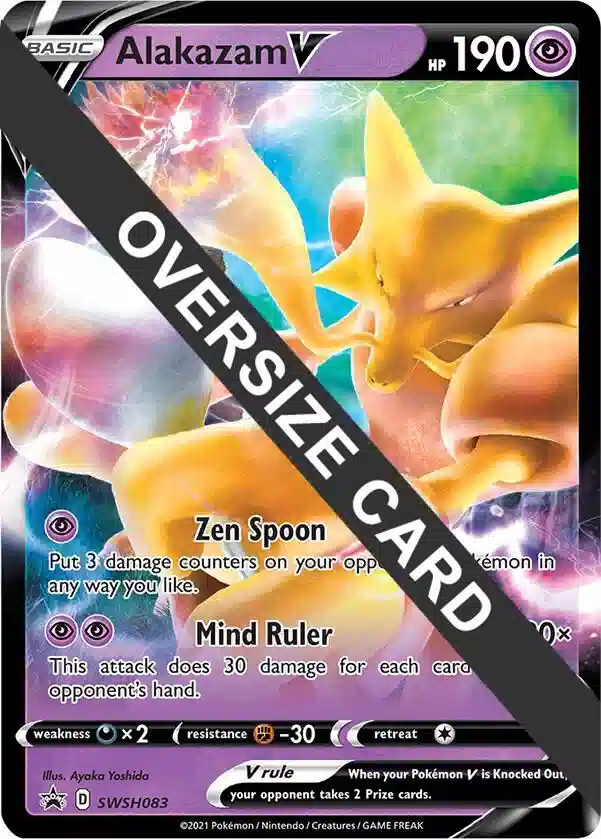 BASIC Alakazam V HP 190
OVERSIZE CARD
Zen Spoon
Put 3 damage counters on your opp kémon in
any way you like.
Mind Ruler 0×
This attack does 30 damage for each card
opponent's hand.
weakness ×2 resistance -30 retreat
Illus. Ayaka Yoshida
V rule When your Pokémon V is Knocked Out,
your opponent takes 2 Prize cards.
D SWSH083
©2021 Pokémon / Nintendo / Creatures / GAME FREAK